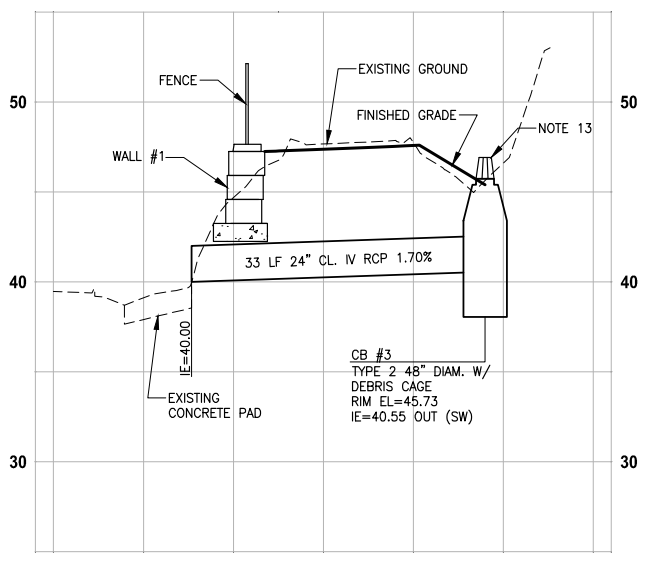 EXISTING GROUND
FENCE
50
50
FINISHED GRADE
NOTE 13
WALL #1
33 LF 24" CL. IV RCP 1.70%
40
40
IE=40.00
CB #3
TYPE 2 48" DIAM. W/
DEBRIS CAGE
RIM EL=45.73
IE=40.55 OUT (SW)
EXISTING
CONCRETE PAD
30
30